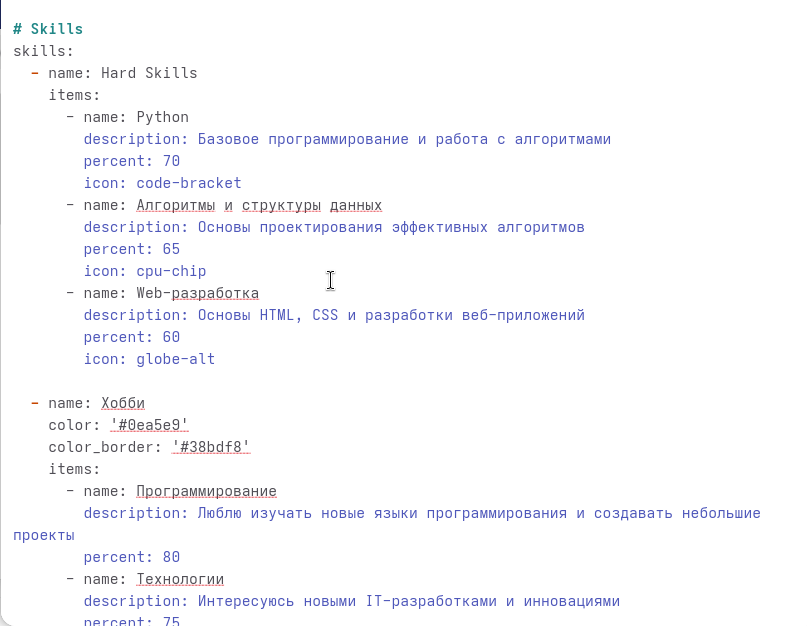 # Skills
skills:
  - name: Hard Skills
    items:
      - name: Python
        description: Базовое программирование и работа с алгоритмами
        percent: 70
        icon: code-bracket
      - name: Алгоритмы и структуры данных
        description: Основы проектирования эффективных алгоритмов
        percent: 65
        icon: cpu-chip
      - name: Web-разработка
        description: Основы HTML, CSS и разработки веб-приложений
        percent: 60
        icon: globe-alt

  - name: Хобби
    color: '#0ea5e9'
    color_border: '#38bdf8'
    items:
      - name: Программирование
        description: Люблю изучать новые языки программирования и создавать небольшие
проекты
        percent: 80
      - name: Технологии
        description: Интересуюсь новыми IT-разработками и инновациями
        percent: 75